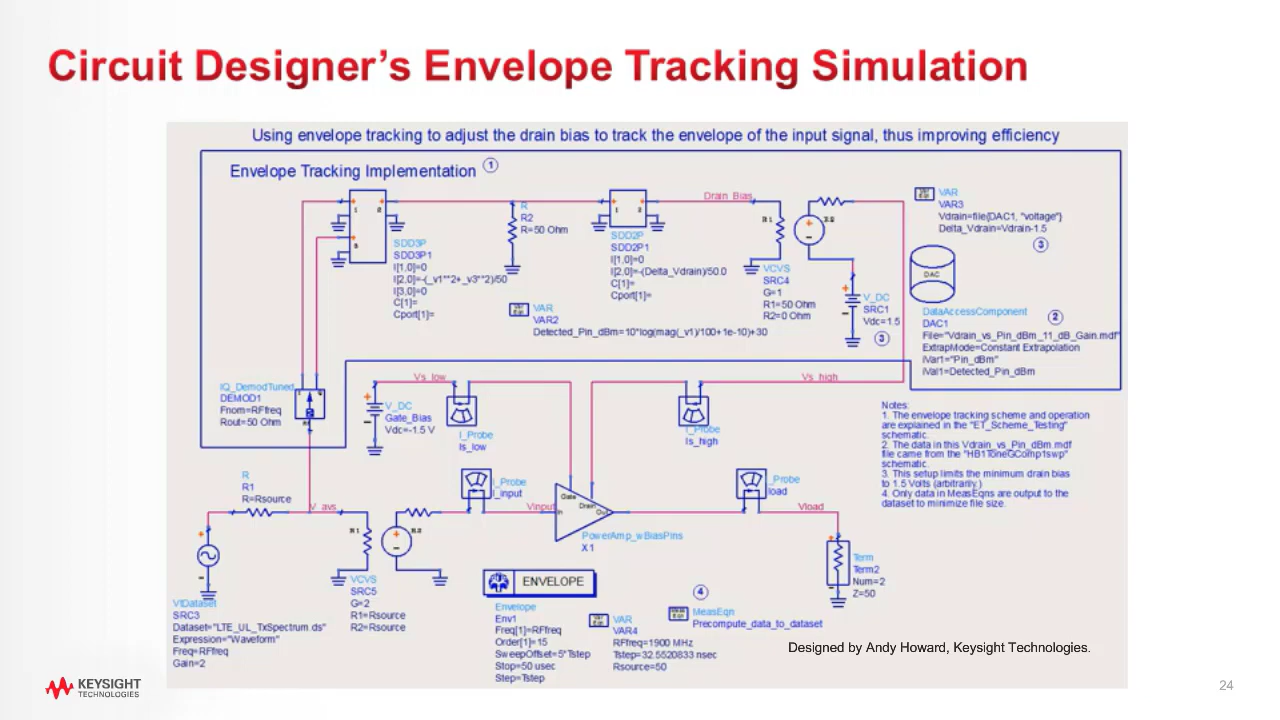 Circuit Designer’s Envelope Tracking Simulation
Using envelope tracking to adjust the drain bias to track the envelope of the input signal, thus improving efficiency
Envelope Tracking Implementation 1
SDD3P
SDD3P1
I[1,0]=0
I[2,0]=-(_v1**2+_v3**2)/50
I[3,0]=0
C[1]=
Cport[1]=
R
R2
R=50 Ohm
VAR
VAR2
Detected_Pin_dBm=10*log(mag(_v1)/100+1e-10)+30
SDD2P
SDD2P1
I[1,0]=0
I[2,0]=-(Delta_Vdrain)/50.0
C[1]=
Cport[1]=
Drain_Bias
R1
R2
VCVS
SRC4
G=1
R1=50 Ohm
R2=0 Ohm
V_DC
SRC1
Vdc=1.5
3
VAR
VAR3
Vdrain=file{DAC1, "voltage"}
Delta_Vdrain=Vdrain-1.5
3
DAC
DataAccessComponent
DAC1
2
File="Vdrain_vs_Pin_dBm_11_dB_Gain.mdf"
ExtrapMode=Constant Extrapolation
iVar1="Pin_dBm"
iVal1=Detected_Pin_dBm
IQ_DemodTuned
DEMOD1
Fnom=RFfreq
Rout=50 Ohm
V_DC
Gate_Bias
Vdc=-1.5 V
Vs_low
I_Probe
Is_low
Vs_high
I_Probe
Is_high
Notes:
1. The envelope tracking scheme and operation
are explained in the "ET_Scheme_Testing"
schematic.
2. The data in this Vdrain_vs_Pin_dBm.mdf
file came from the "HB1ToneGComp1swp"
schematic.
3. This setup limits the minimum drain bias
to 1.5 Volts (arbitrarily.)
4. Only data in MeasEqns are output to the
dataset to minimize file size.
R
R1
R=Rsource
V_avs
R1
R2
I_Probe
I_input
Vinput
Gate
Drain
In
Out
PowerAmp_wBiasPins
X1
I_Probe
load
Vload
Term
Term2
Num=2
Z=50
VtDataset
SRC3
Dataset="LTE_UL_TxSpectrum.ds"
Expression="Waveform"
Freq=RFfreq
Gain=2
VCVS
SRC5
G=2
R1=Rsource
R2=Rsource
ENVELOPE
Envelope
Env1
Freq[1]=RFfreq
Order[1]=15
SweepOffset=5*Tstep
Stop=50 usec
Step=Tstep
VAR
VAR4
RFfreq=1900 MHz
Tstep=32.5520833 nsec
Rsource=50
4
MeasEqn
Precompute_data_to_dataset
Designed by Andy Howard, Keysight Technologies.
KEYSIGHT
TECHNOLOGIES
24